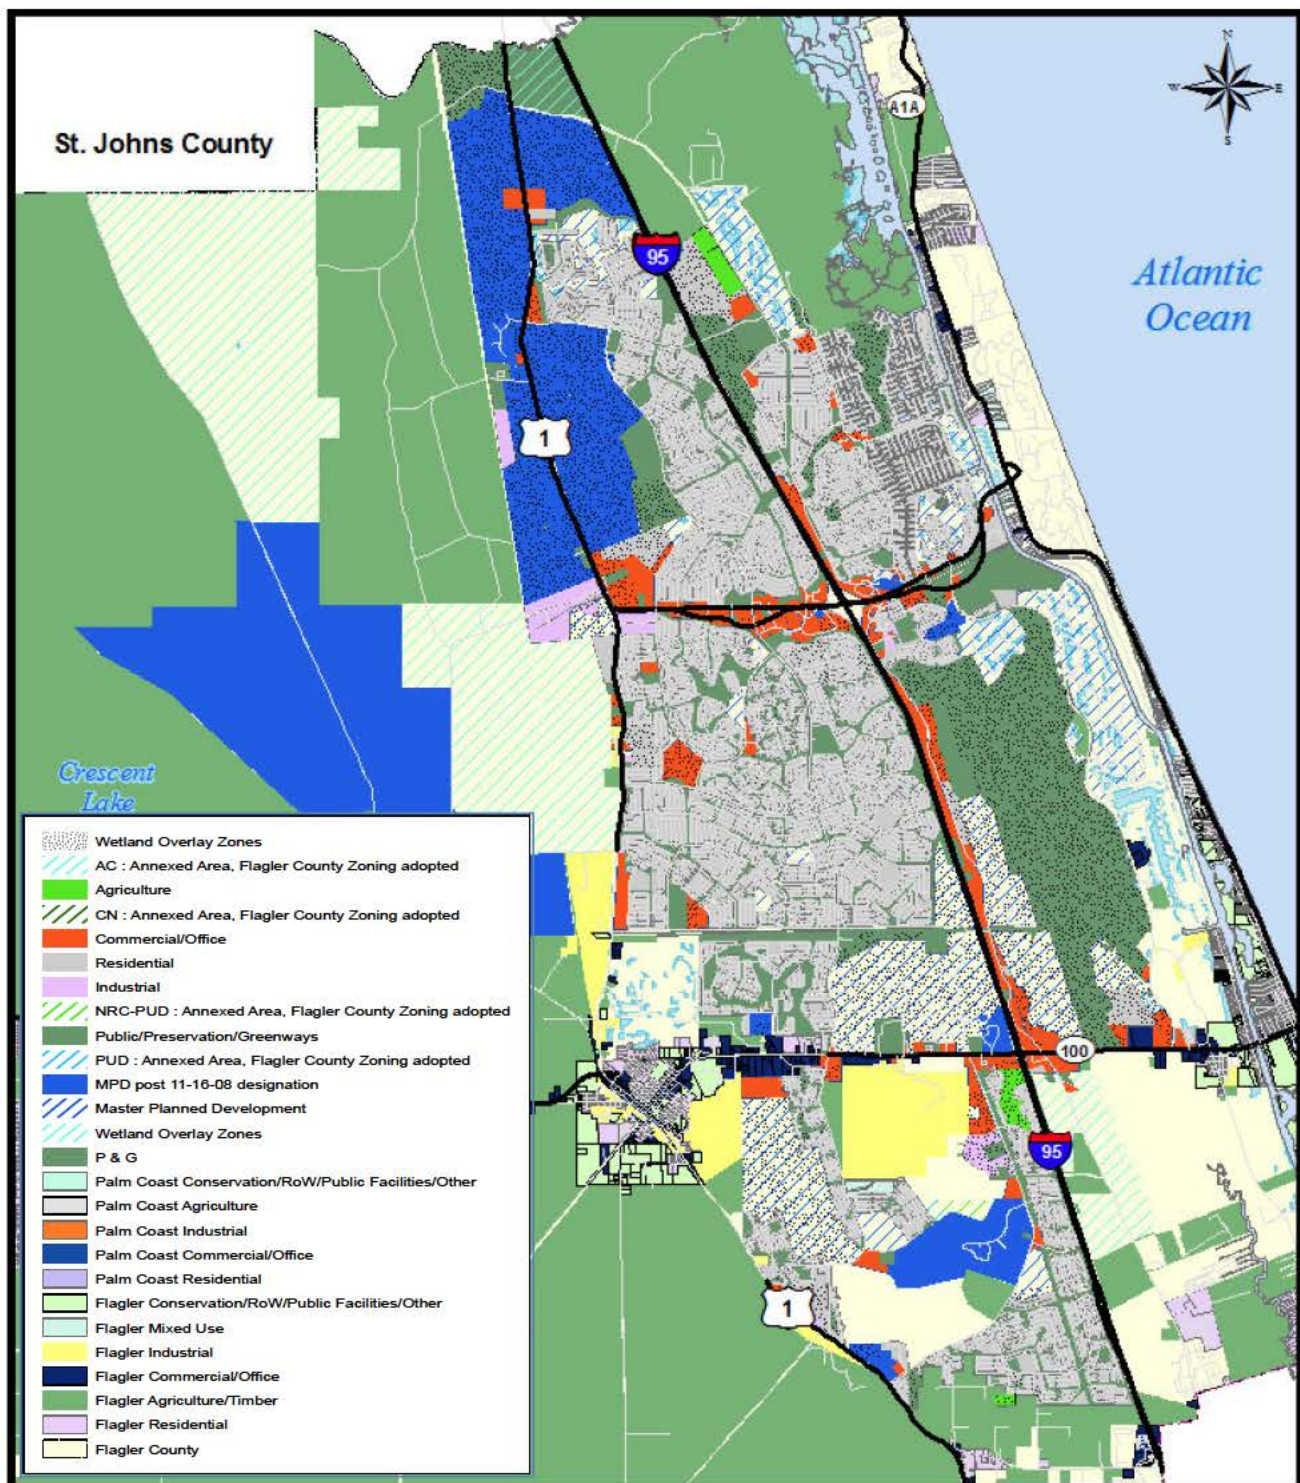 N
W E
S
A1A
St. Johns County
95
Atlantic
Ocean
1
Crescent
Lake
Wetland Overlay Zones
AC : Annexed Area, Flagler County Zoning adopted
Agriculture
CN : Annexed Area, Flagler County Zoning adopted
Commercial/Office
Residential
Industrial
NRC-PUD : Annexed Area, Flagler County Zoning adopted
Public/Preservation/Greenways
PUD : Annexed Area, Flagler County Zoning adopted
MPD post 11-16-08 designation
Master Planned Development
Wetland Overlay Zones
P & G
Palm Coast Conservation/RoW/Public Facilities/Other
Palm Coast Agriculture
Palm Coast Industrial
Palm Coast Commercial/Office
Palm Coast Residential
Flagler Conservation/RoW/Public Facilities/Other
Flagler Mixed Use
Flagler Industrial
Flagler Commercial/Office
Flagler Agriculture/Timber
Flagler Residential
Flagler County
100
95
1